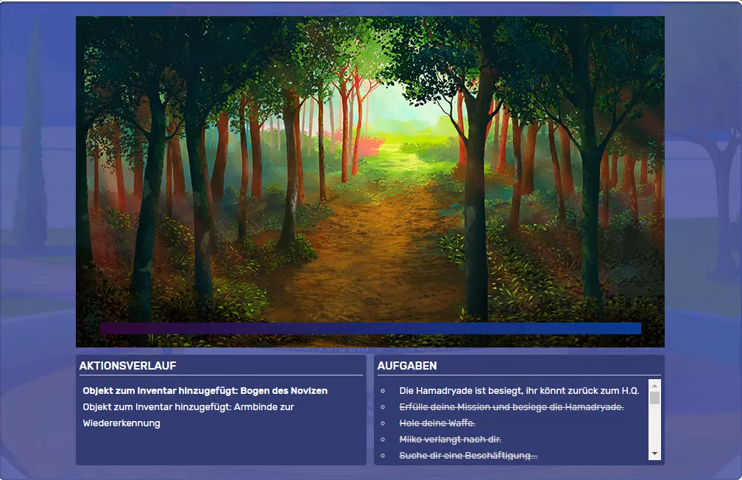 AKTIONSVERLAUF
Objekt zum Inventar hinzugefügt: Bogen des Novizen
Objekt zum Inventar hinzugefügt: Armbinde zur
Wiedererkennung
AUFGABEN
Die Hamadryade ist besiegt, ihr könnt zurück zum H.Q.
Erfülle deine Mission und besiege die Hamadryade.
Hole deine Waffe.
Miiko verlangt nach dir.
Suche dir eine Beschäftigung...